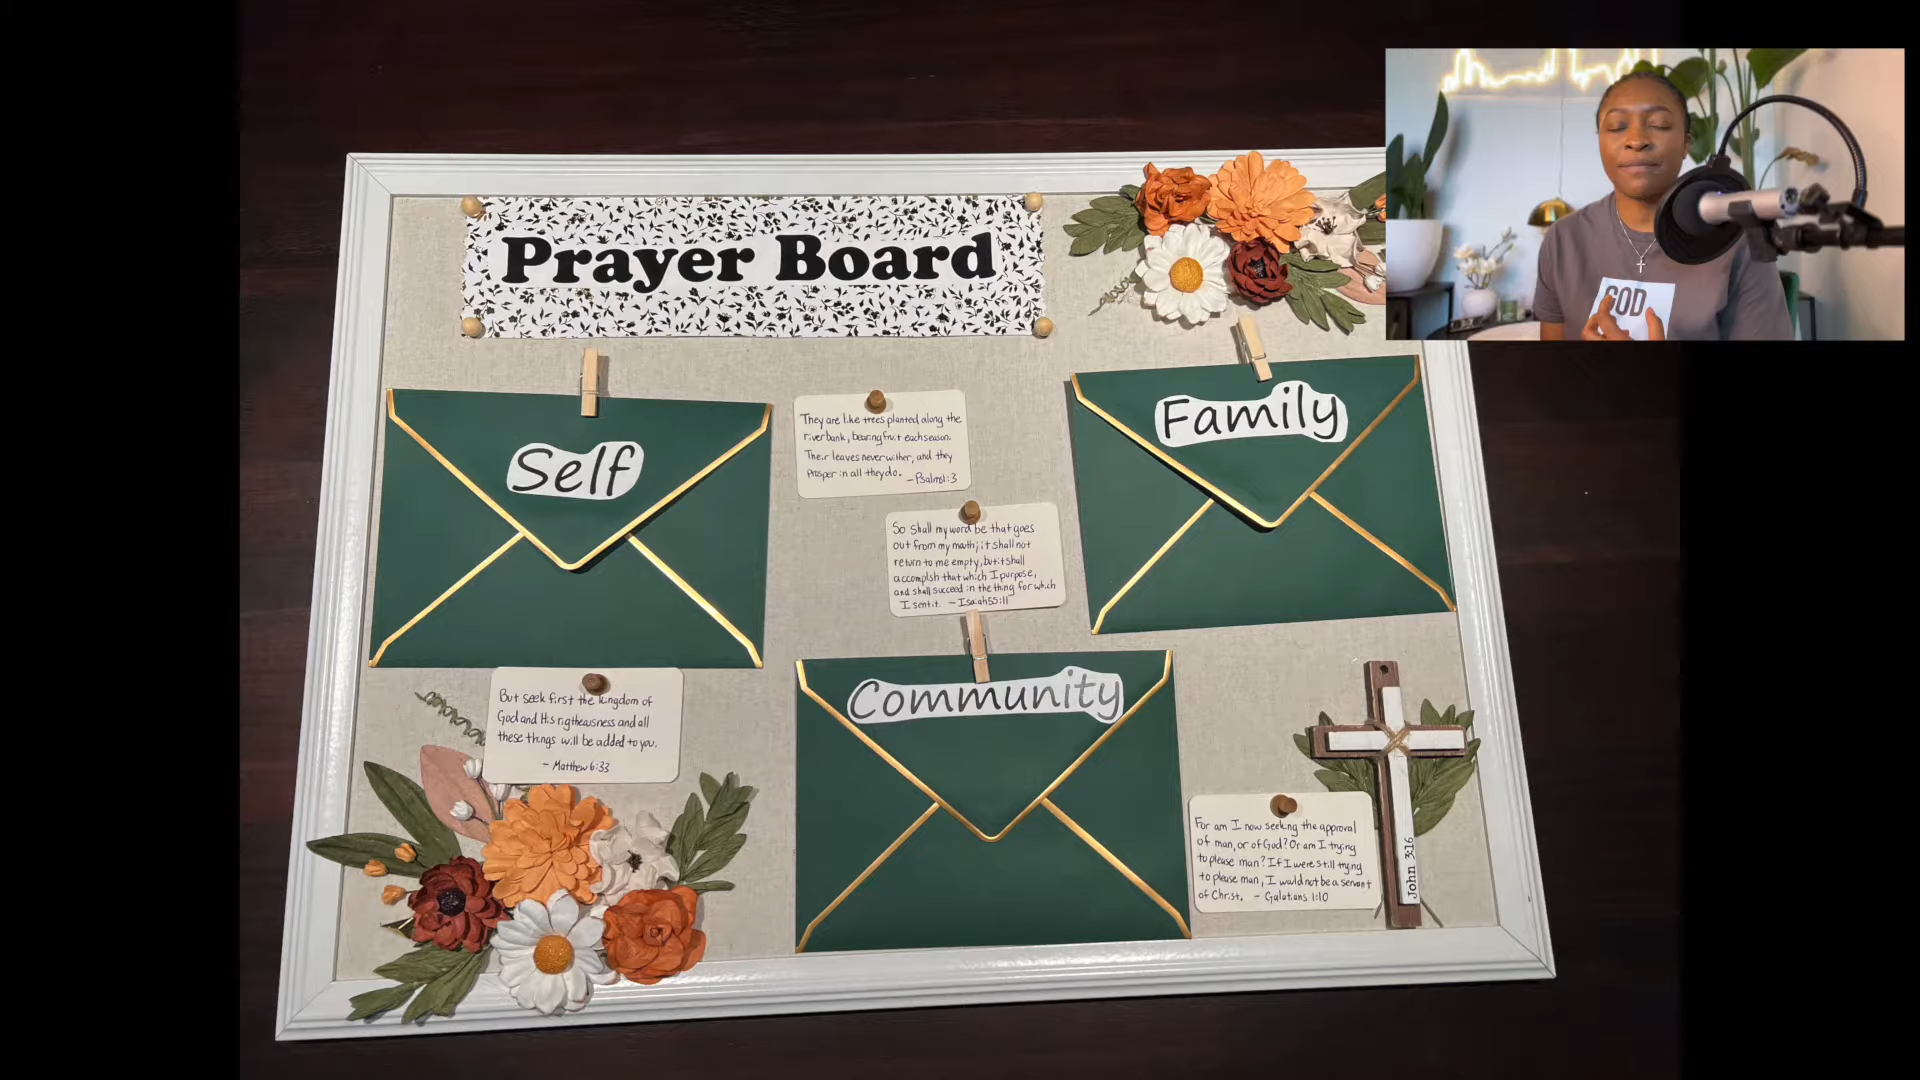 Prayer Board
GOD
Self
Family
They are like trees planted along the
riverbank, bearing fruit each season.
Their leaves never wither, and they
prosper in all they do.
- Psalms 1:3
So shall my word be that goes
out from my mouth; it shall not
return to me empty, but it shall
accomplish that which I purpose,
and shall succeed in the thing for which
I sent it. - Isaiah 55:11
But seek first the kingdom of
God and His righteousness and all
these things will be added to you.
- Matthew 6:33
Community
For am I now seeking the approval
of man, or of God? Or am I trying
to please man? If I were still trying
to please man, I would not be a servant
of Christ. - Galatians 1:10
John 3:16